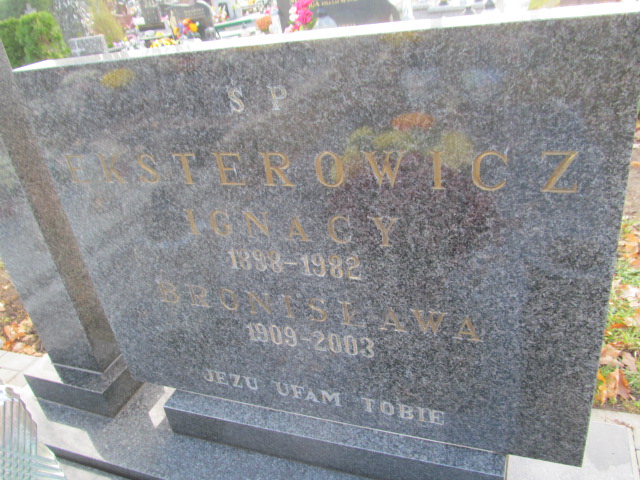 Ś P
EKSTEROWICZ
IGNACY
1898-1982
BRONISŁAWA
1909-2003
JEZU UFAM TOBIE